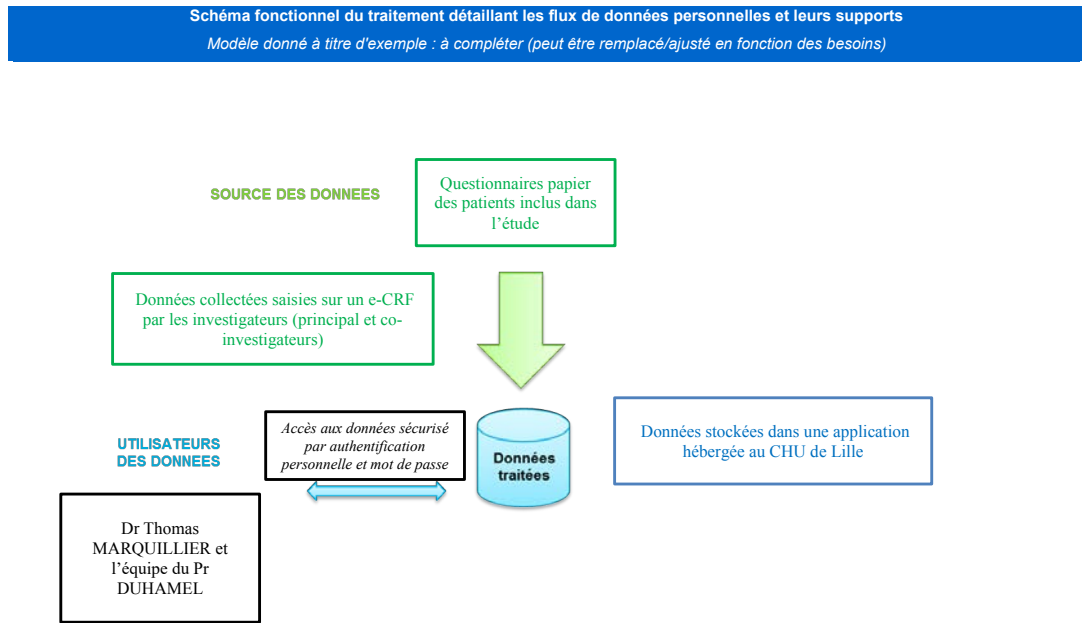 Schéma fonctionnel du traitement détaillant les flux de données personnelles et leurs supports
Modèle donné à titre d'exemple : à compléter (peut être remplacé/ajusté en fonction des besoins)
SOURCE DES DONNEES
Questionnaires papier
des patients inclus dans
l’étude
Données collectées saisies sur un e-CRF
par les investigateurs (principal et co-
investigateurs)
UTILISATEURS
DES DONNEES
Accès aux données sécurisé
par authentification
personnelle et mot de passe
Données
traitées
Données stockées dans une application
hébergée au CHU de Lille
Dr Thomas
MARQUILLIER et
l’équipe du Pr
DUHAMEL